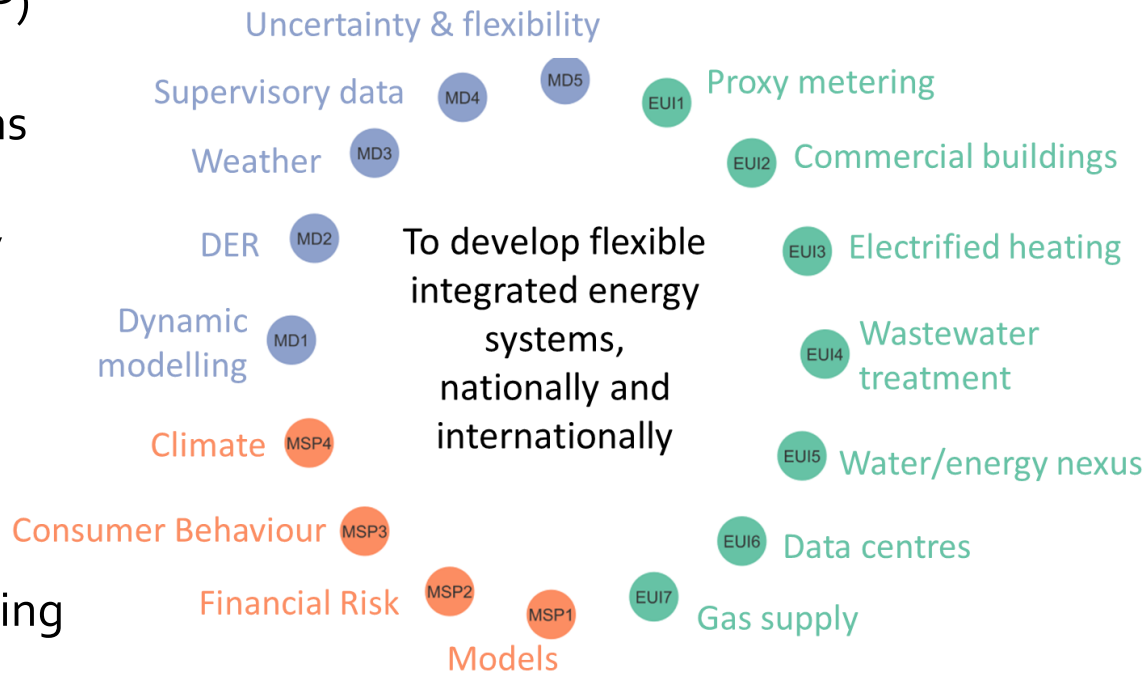 Uncertainty & flexibility
MD5
Supervisory data
MD4
EUI1
Proxy metering
Weather
MD3
EUI2
Commercial buildings
DER
MD2
EUI3
Electrified heating
Dynamic
modelling
MD1
EUI4
Wastewater
treatment
To develop flexible
integrated energy
systems,
nationally and
internationally
Climate
MSP4
EUI5
Water/energy nexus
Consumer Behaviour
MSP3
EUI6
Data centres
Financial Risk
MSP2
MSP1
Models
EUI7
Gas supply
ing